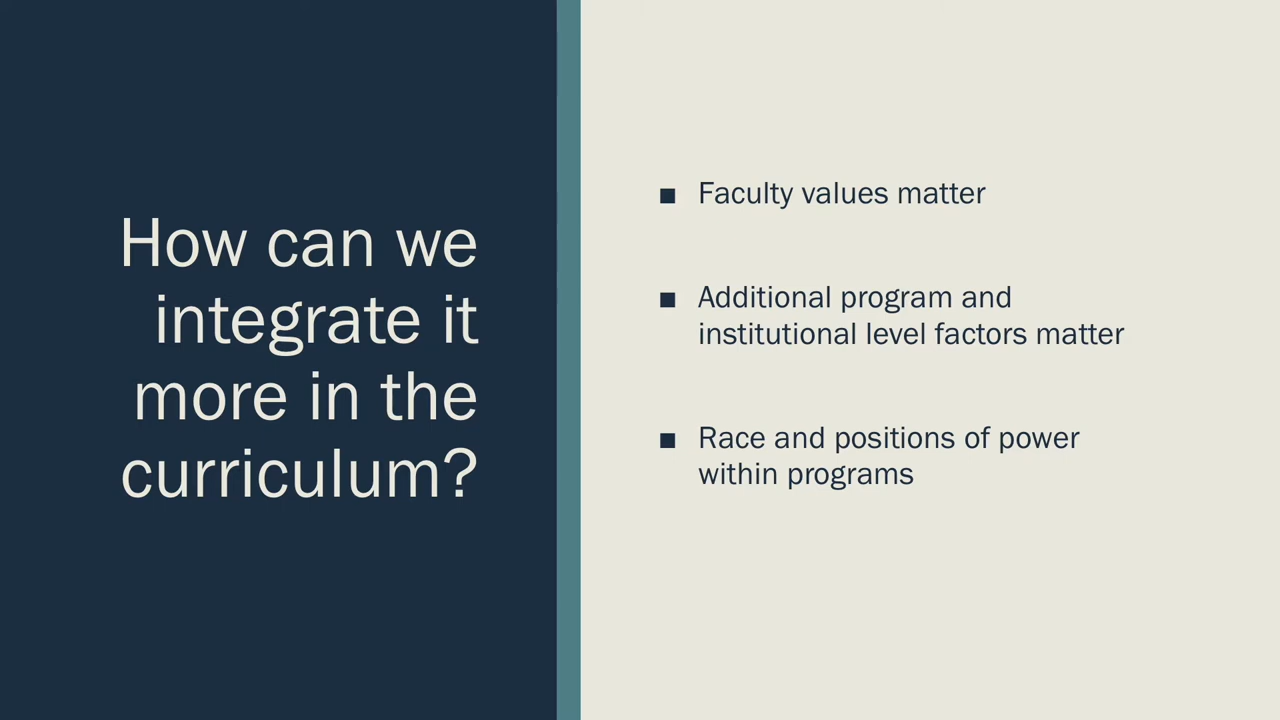 How can we
integrate it
more in the
curriculum?
■ Faculty values matter
■ Additional program and
institutional level factors matter
■ Race and positions of power
within programs